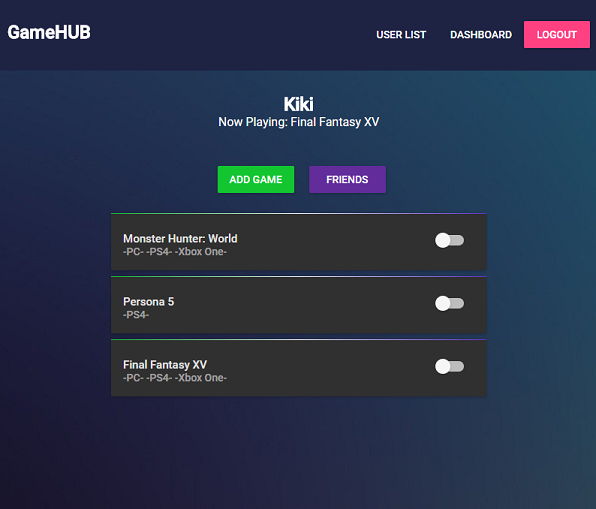 GameHUB
USER LIST
DASHBOARD
LOGOUT
Kiki
Now Playing: Final Fantasy XV
ADD GAME
FRIENDS
Monster Hunter: World
-PC- -PS4- -Xbox One-
Persona 5
-PS4-
Final Fantasy XV
-PC- -PS4- -Xbox One-